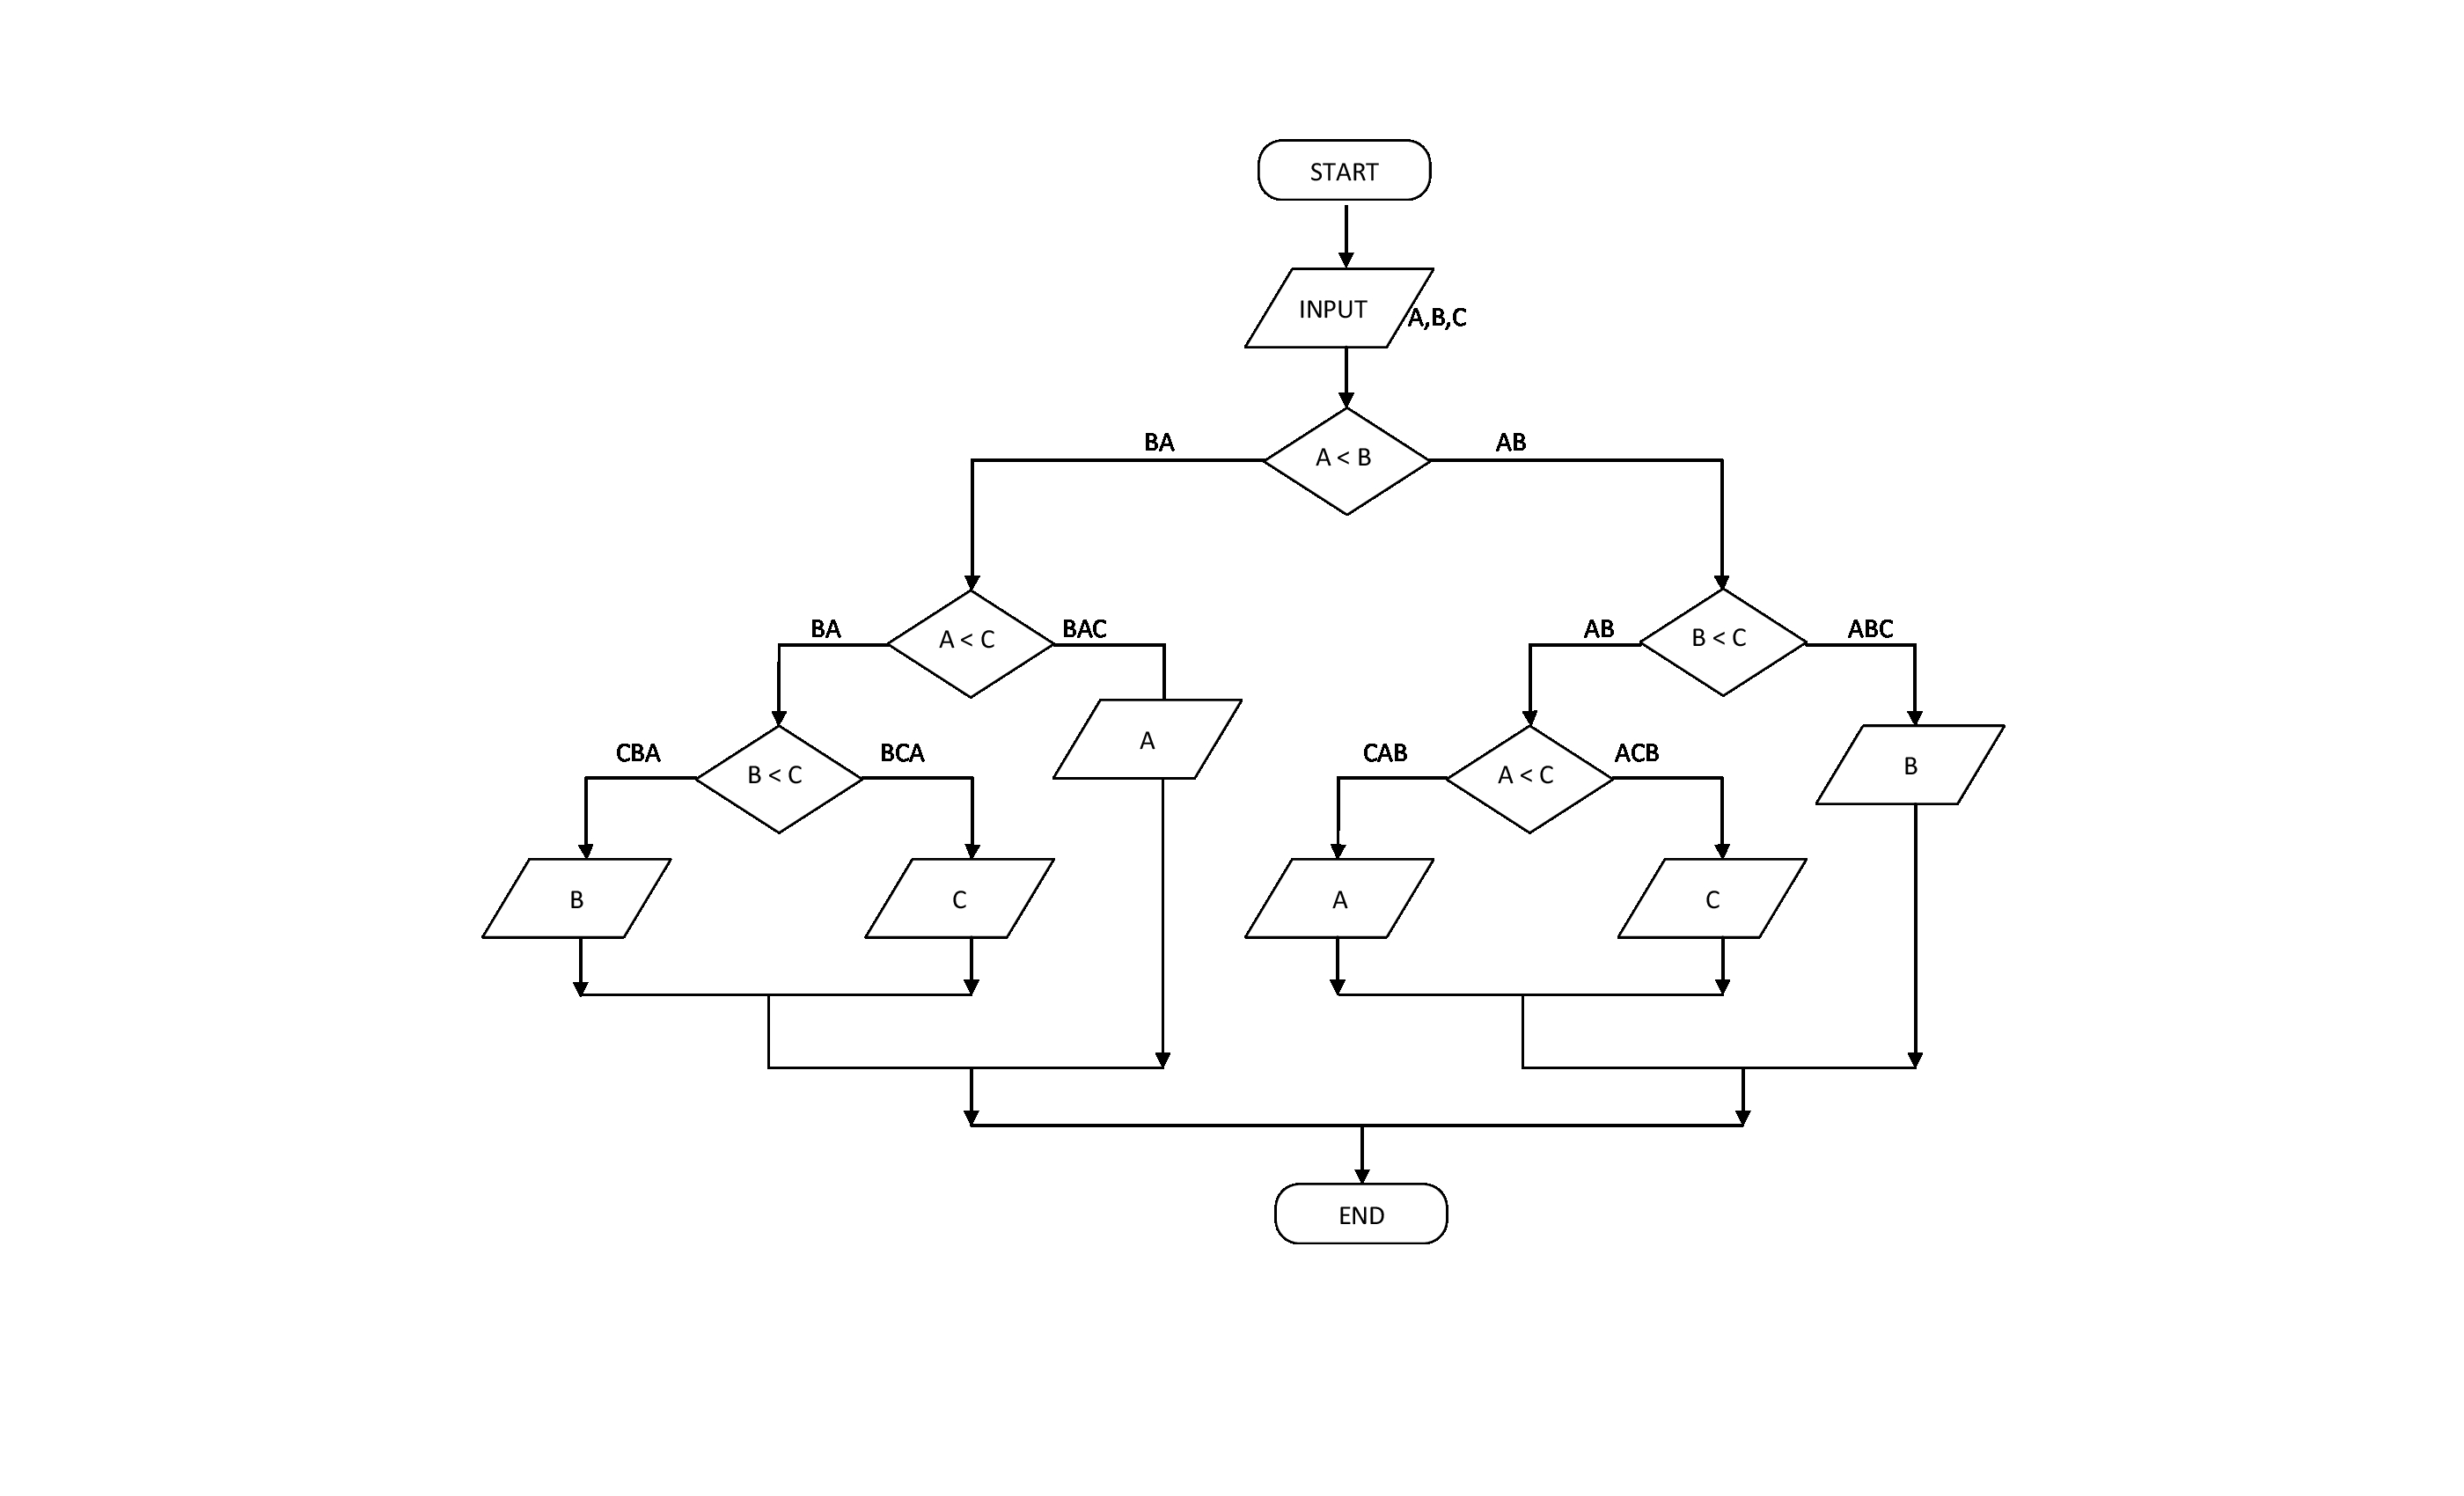 START
INPUT
A,B,C
BA
A < B
AB
BA
A < C
BAC
AB
B < C
ABC
A
B
CBA
B < C
BCA
CAB
A < C
ACB
B
C
A
C
END